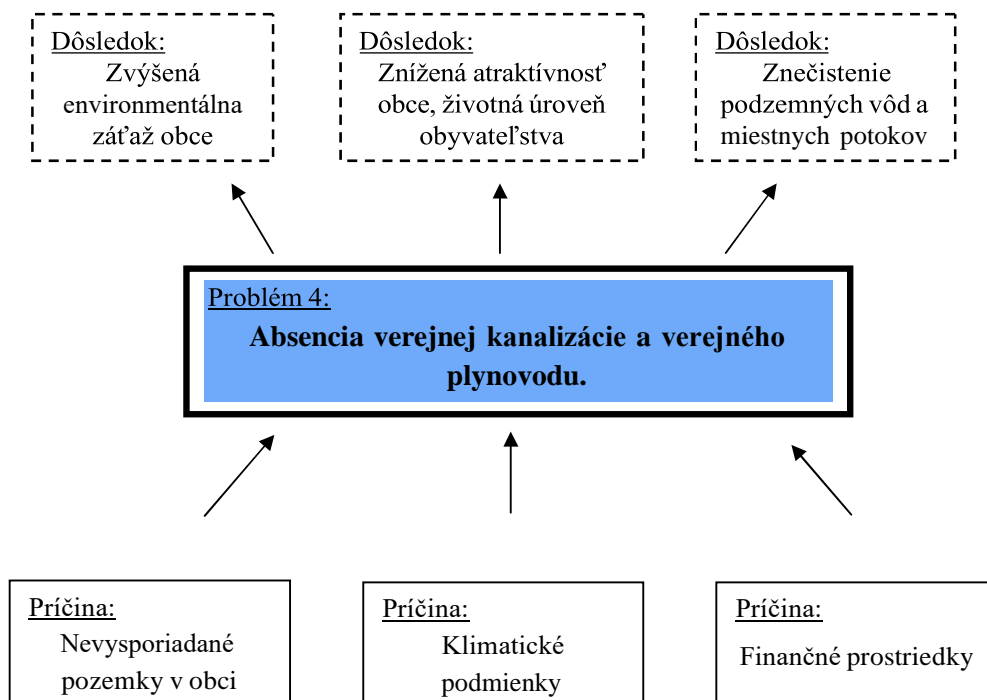 Dôsledok:
Zvýšená
environmentálna
záťaž obce
Dôsledok:
Znížená atraktívnosť
obce, životná úroveň
obyvateľstva
Dôsledok:
Znečistenie
podzemných vôd a
miestnych potokov
Problém 4:
Absencia verejnej kanalizácie a verejného
plynovodu.
Príčina:
Nevysporiadané
pozemky v obci
Príčina:
Klimatické
podmienky
Príčina:
Finančné prostriedky